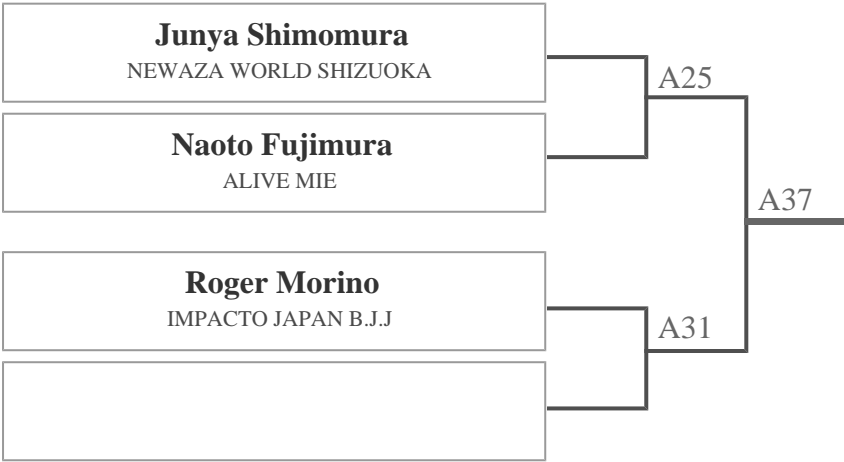 Junya Shimomura
NEWAZA WORLD SHIZUOKA
A25
Naoto Fujimura
ALIVE MIE
A37
Roger Morino
IMPACTO JAPAN B.J.J
A31